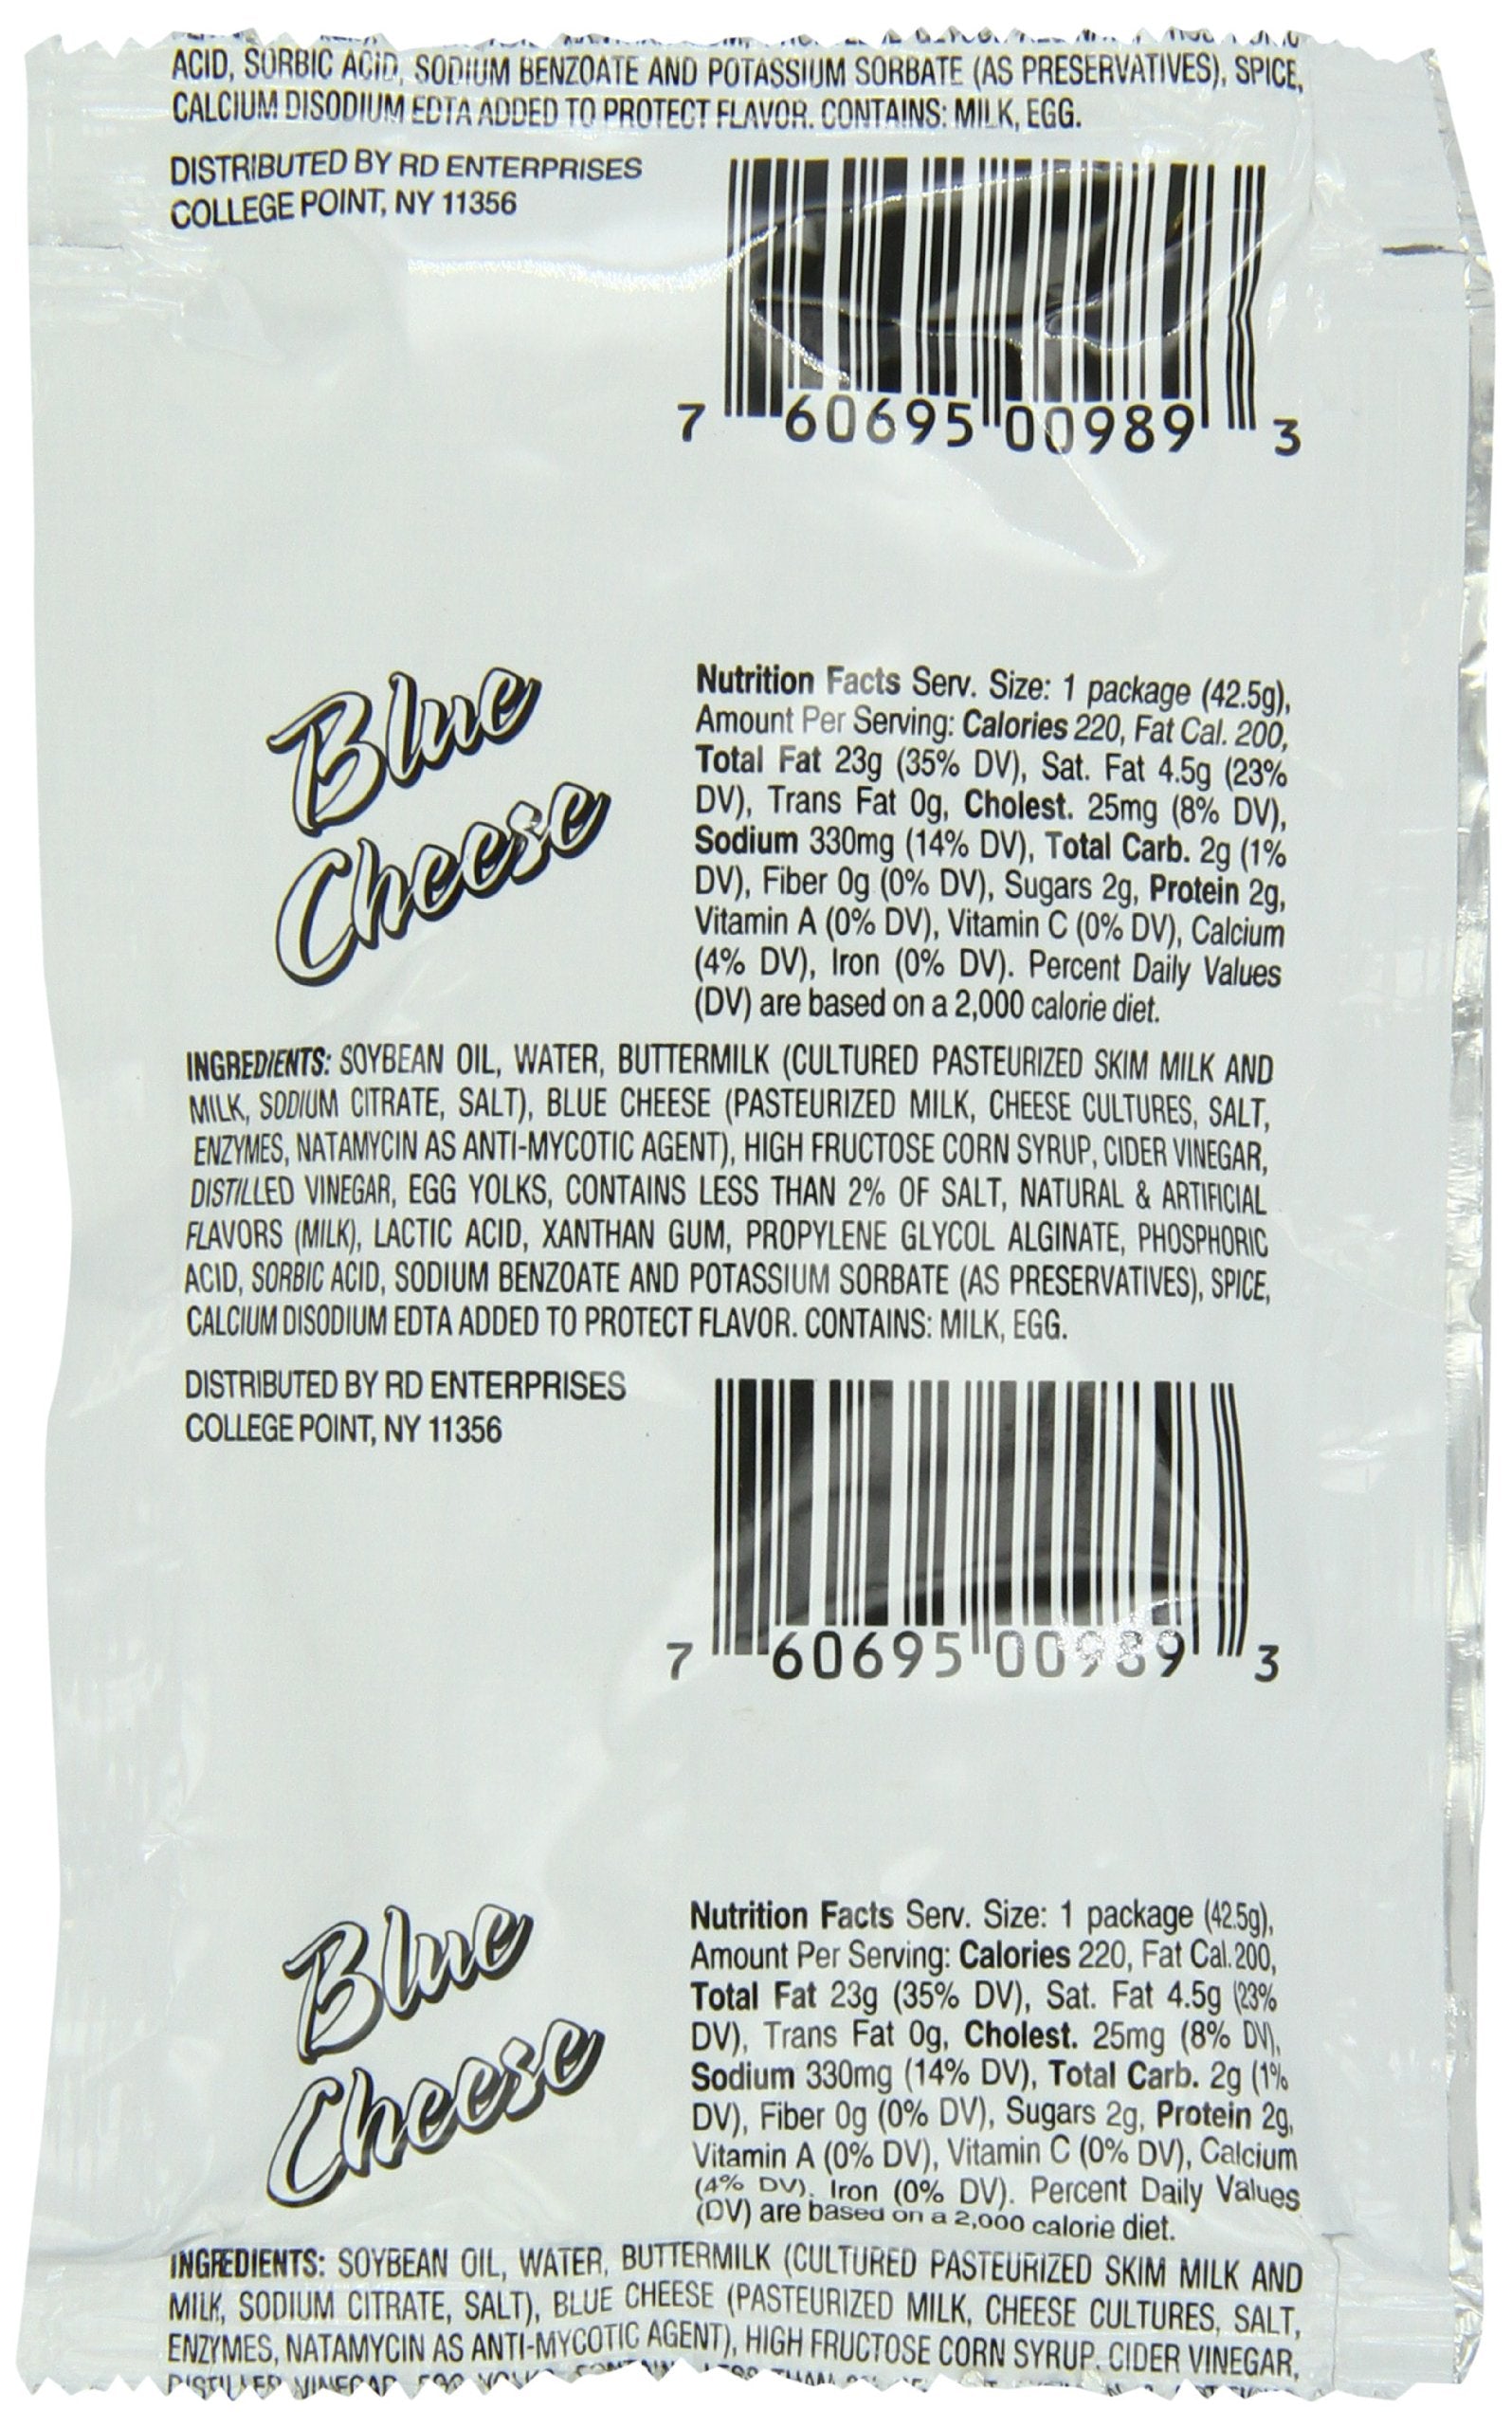 ACID, SORBIC ACID, SODIUM BENZOATE AND POTASSIUM SORBATE (AS PRESERVATIVES), SPICE,
CALCIUM DISODIUM EDTA ADDED TO PROTECT FLAVOR. CONTAINS: MILK, EGG.
DISTRIBUTED BY RD ENTERPRISES
COLLEGE POINT, NY 11356
7 60695 00989 3
Blue
Cheese
Nutrition Facts Serv. Size: 1 package (42.5g),
Amount Per Serving: Calories 220, Fat Cal. 200,
Total Fat 23g (35% DV), Sat. Fat 4.5g (23%
DV), Trans Fat 0g, Cholest. 25mg (8% DV),
Sodium 330mg (14% DV), Total Carb. 2g (1%
DV), Fiber 0g (0% DV), Sugars 2g, Protein 2g,
Vitamin A (0% DV), Vitamin C (0% DV), Calcium
(4% DV), Iron (0% DV). Percent Daily Values
(DV) are based on a 2,000 calorie diet.
INGREDIENTS: SOYBEAN OIL, WATER, BUTTERMILK (CULTURED PASTEURIZED SKIM MILK AND
MILK, SODIUM CITRATE, SALT), BLUE CHEESE (PASTEURIZED MILK, CHEESE CULTURES, SALT,
ENZYMES, NATAMYCIN AS ANTI-MYCOTIC AGENT), HIGH FRUCTOSE CORN SYRUP, CIDER VINEGAR,
DISTILLED VINEGAR, EGG YOLKS, CONTAINS LESS THAN 2% OF SALT, NATURAL & ARTIFICIAL
FLAVORS (MILK), LACTIC ACID, XANTHAN GUM, PROPYLENE GLYCOL ALGINATE, PHOSPHORIC
ACID, SORBIC ACID, SODIUM BENZOATE AND POTASSIUM SORBATE (AS PRESERVATIVES), SPICE,
CALCIUM DISODIUM EDTA ADDED TO PROTECT FLAVOR. CONTAINS: MILK, EGG.
DISTRIBUTED BY RD ENTERPRISES
COLLEGE POINT, NY 11356
7 60695 00989 3
Blue
Cheese
Nutrition Facts Serv. Size: 1 package (42.5g),
Amount Per Serving: Calories 220, Fat Cal. 200,
Total Fat 23g (35% DV), Sat. Fat 4.5g (23%
DV), Trans Fat 0g, Cholest. 25mg (8% DV),
Sodium 330mg (14% DV), Total Carb. 2g (1%
DV), Fiber 0g (0% DV), Sugars 2g, Protein 2g,
Vitamin A (0% DV), Vitamin C (0% DV), Calcium
(4% DV), Iron (0% DV). Percent Daily Values
(DV) are based on a 2,000 calorie diet.
INGREDIENTS: SOYBEAN OIL, WATER, BUTTERMILK (CULTURED PASTEURIZED SKIM MILK AND
MILK, SODIUM CITRATE, SALT), BLUE CHEESE (PASTEURIZED MILK, CHEESE CULTURES, SALT,
ENZYMES, NATAMYCIN AS ANTI-MYCOTIC AGENT), HIGH FRUCTOSE CORN SYRUP, CIDER VINEGAR,